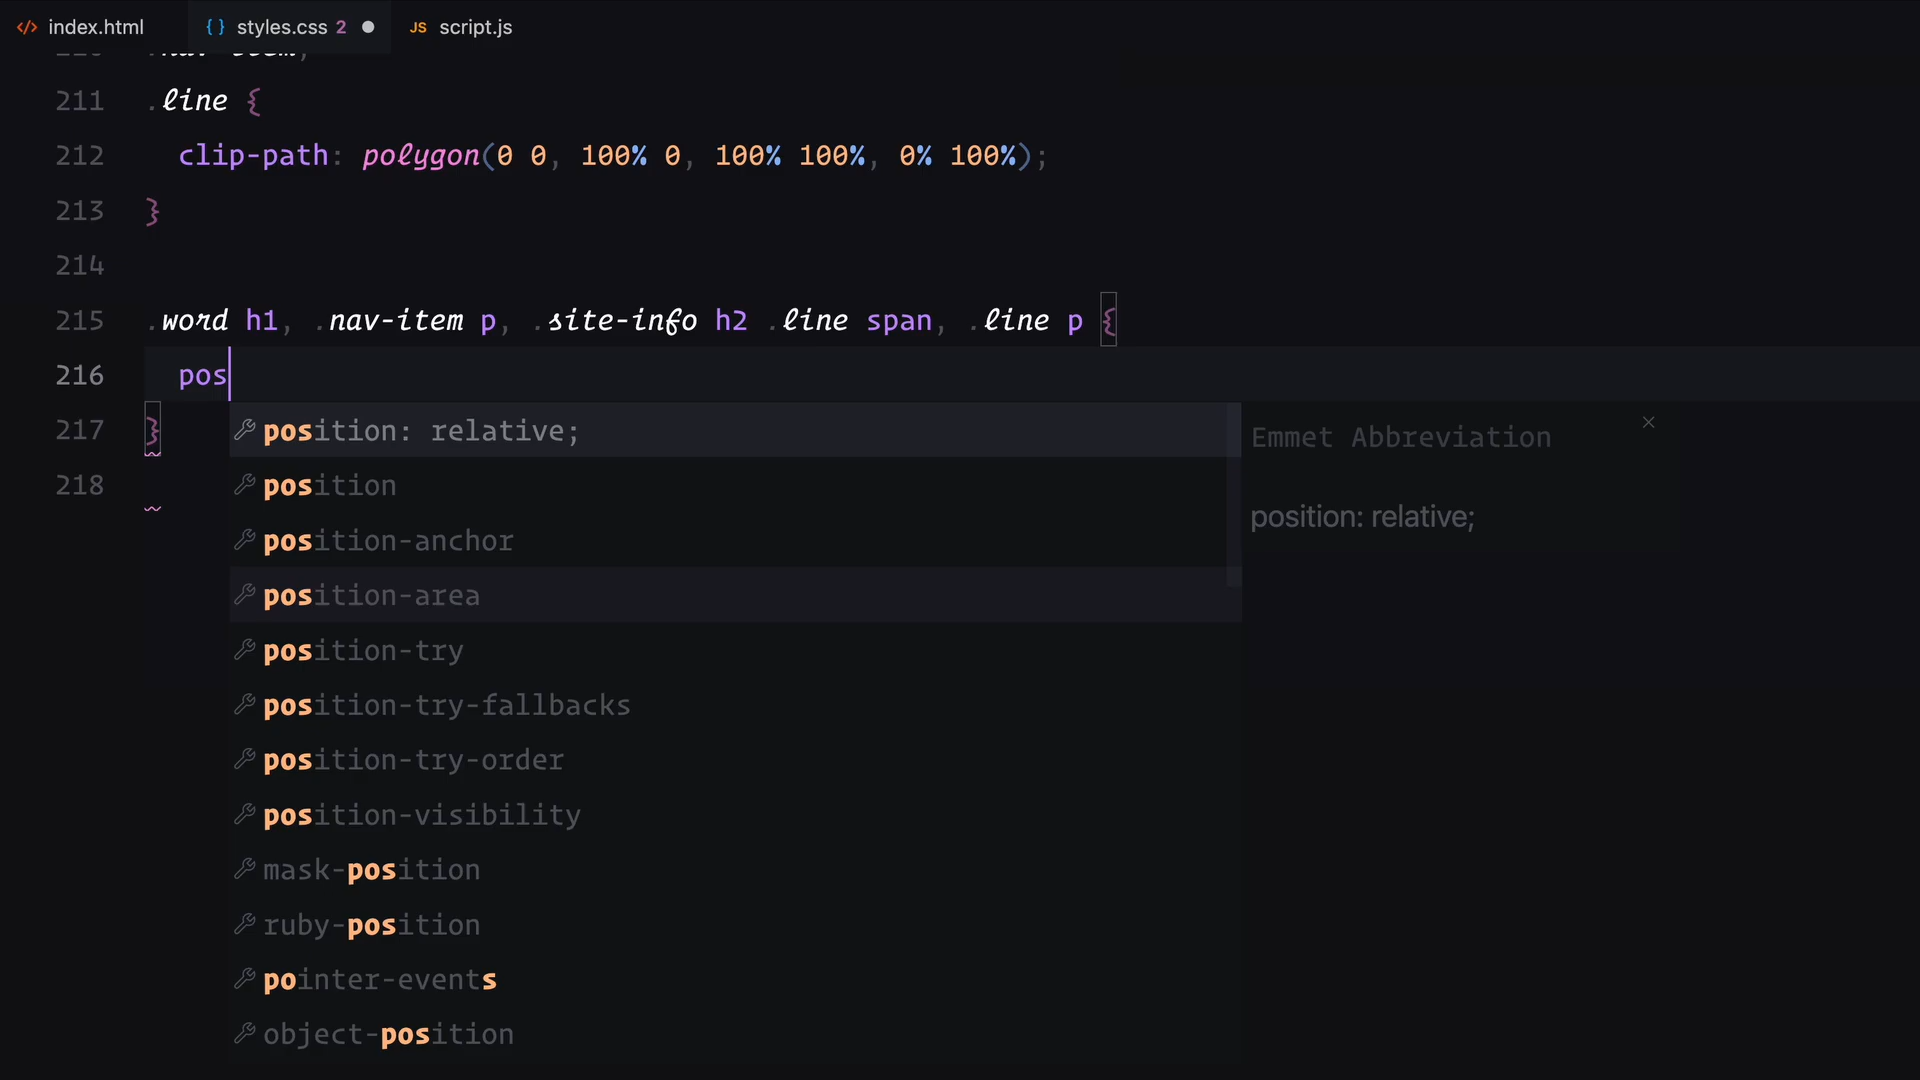 </> index.html {} styles.css 2 JS script.js
211 .line {
212 clip-path: polygon(0 0, 100% 0, 100% 100%, 0% 100%);
213 }
214
215 .word h1, .nav-item p, .site-info h2 .line span, .line p {
216 pos
217 }
218
position: relative;
position
position-anchor
position-area
position-try
position-try-fallbacks
position-try-order
position-visibility
mask-position
ruby-position
pointer-events
object-position
Emmet Abbreviation
position: relative;